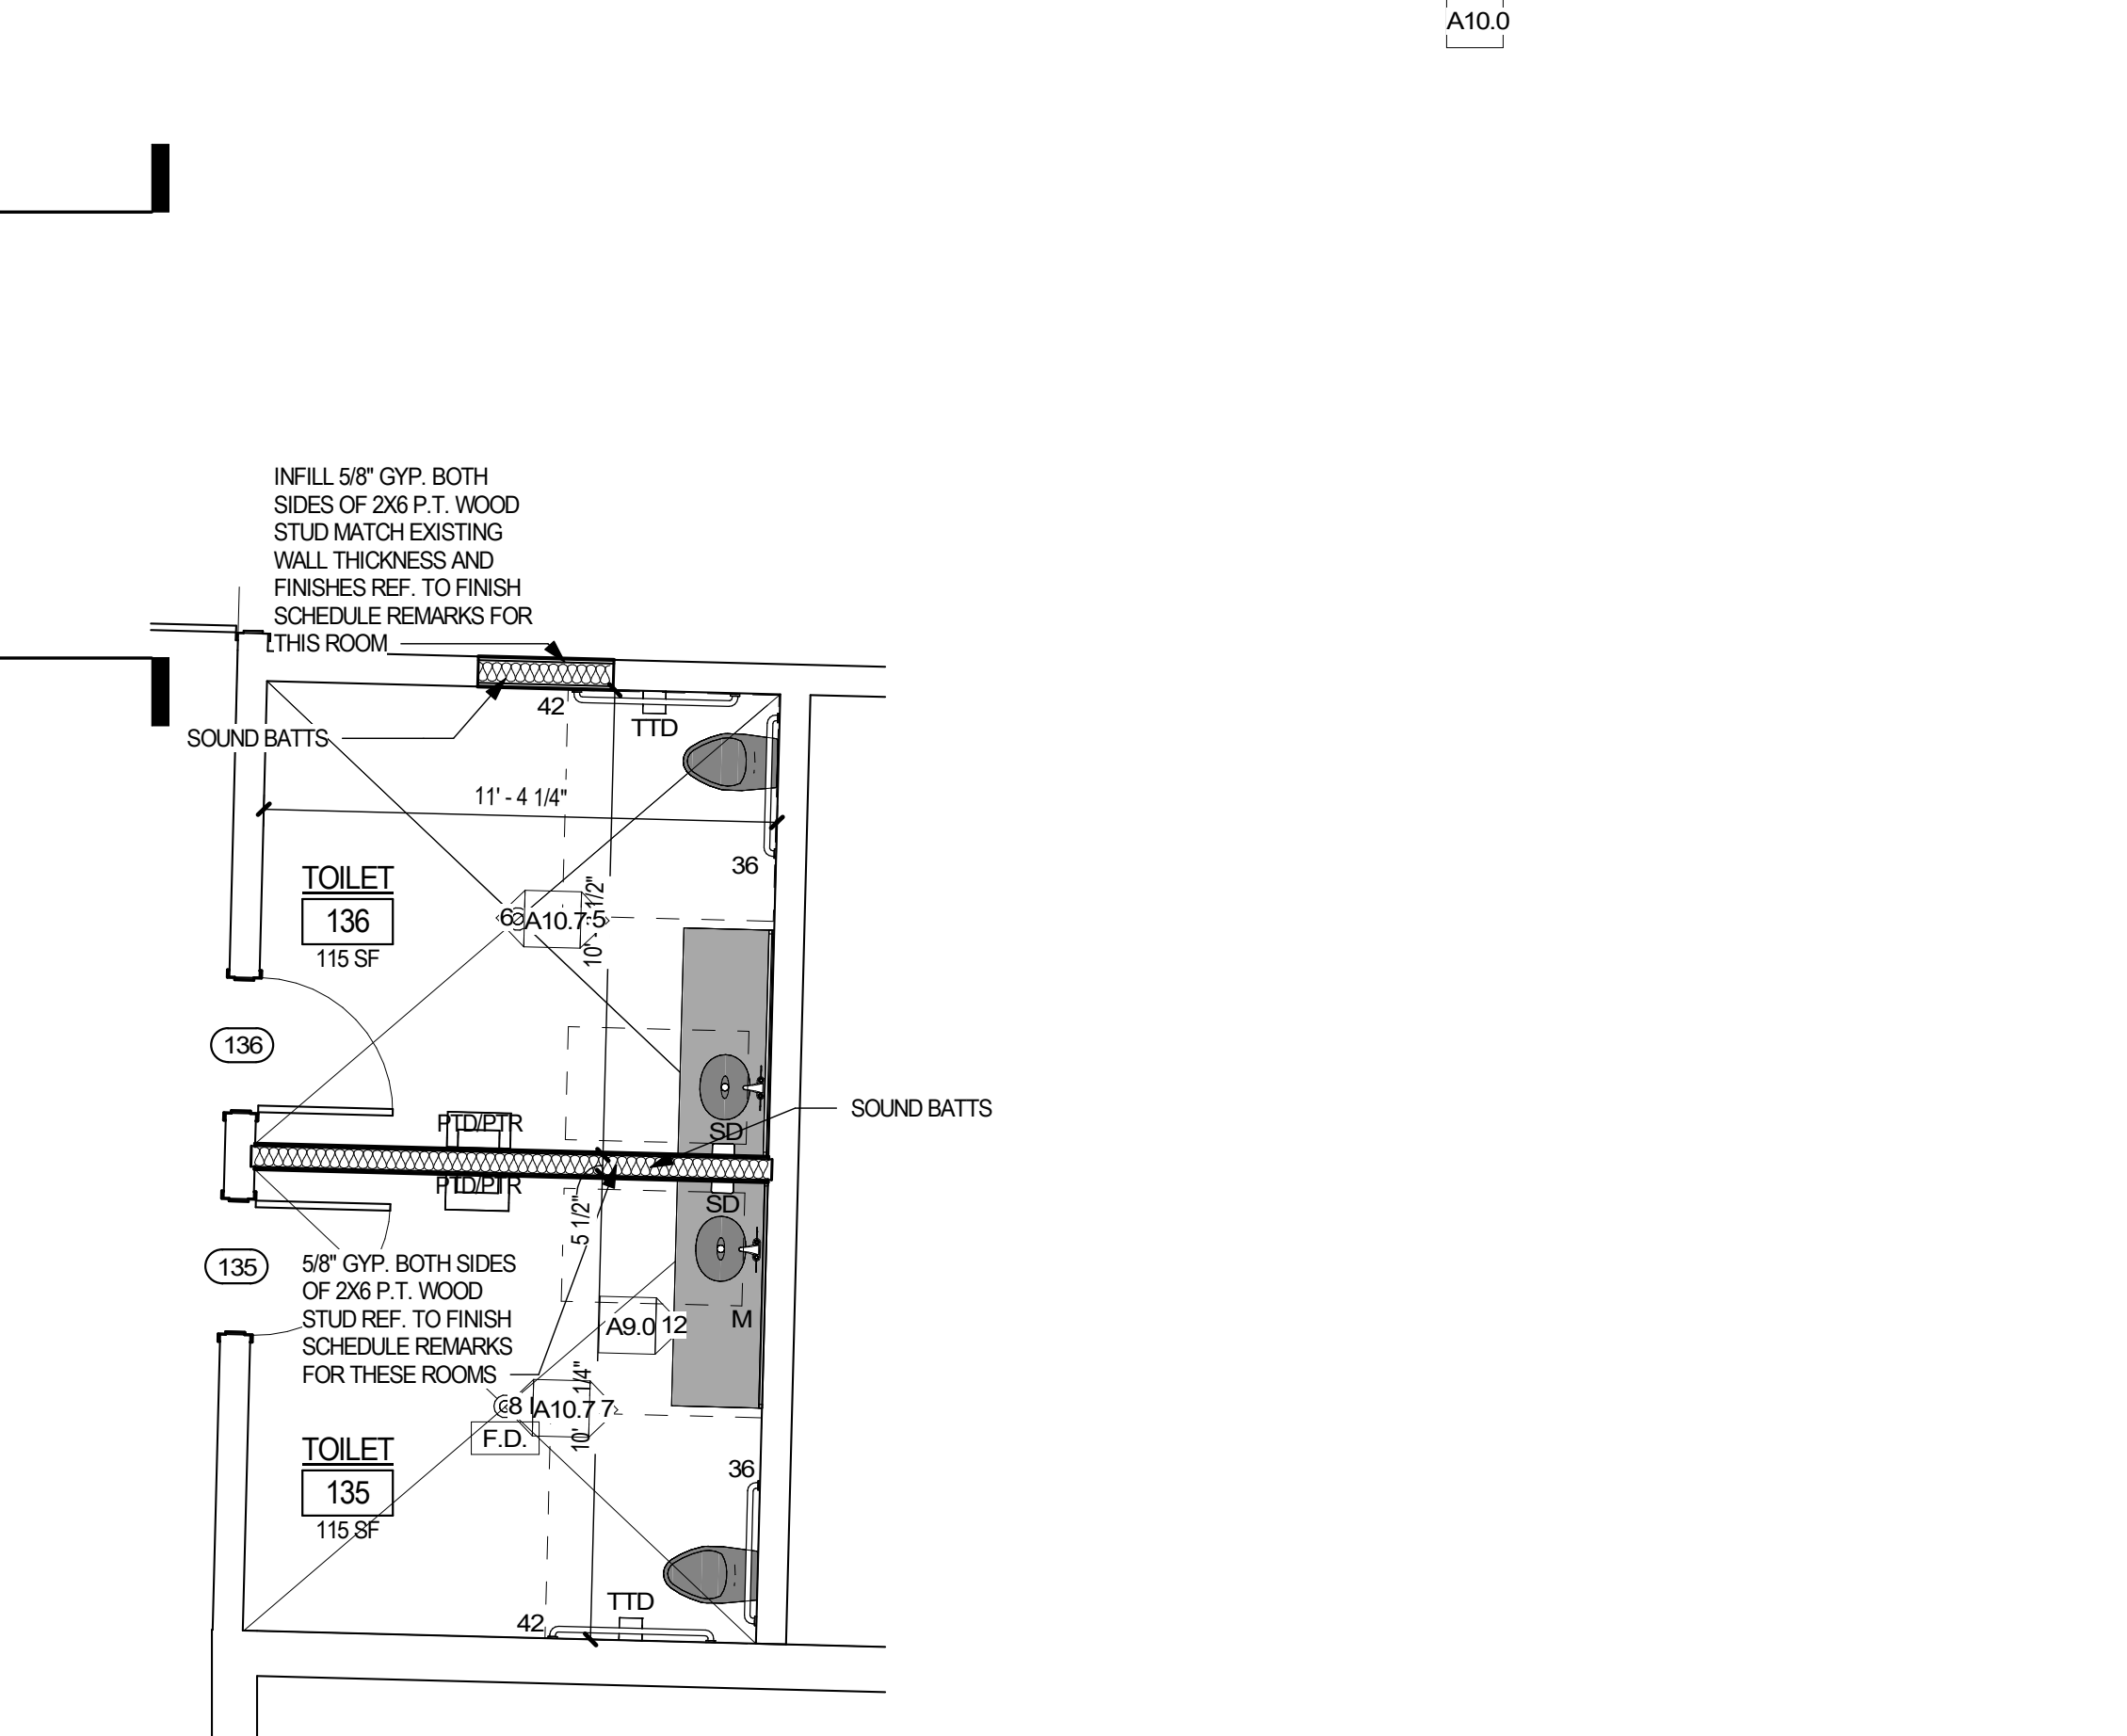 A10.0
INFILL 5/8" GYP. BOTH
SIDES OF 2X6 P.T. WOOD
STUD MATCH EXISTING
WALL THICKNESS AND
FINISHES REF. TO FINISH
SCHEDULE REMARKS FOR
THIS ROOM
42
TTD
SOUND BATTS
11' - 4 1/4"
36
TOILET
136
115 SF
6
A10.7
5
10' - 1/2"
136
SOUND BATTS
PTD/PTR
SD
PTD/PTR
SD
5 1/2"
135
5/8" GYP. BOTH SIDES
OF 2X6 P.T. WOOD
STUD REF. TO FINISH
SCHEDULE REMARKS
FOR THESE ROOMS
M
A9.0
12
8
A10.7
7
10' 1/4"
F.D.
TOILET
135
115 SF
36
TTD
42